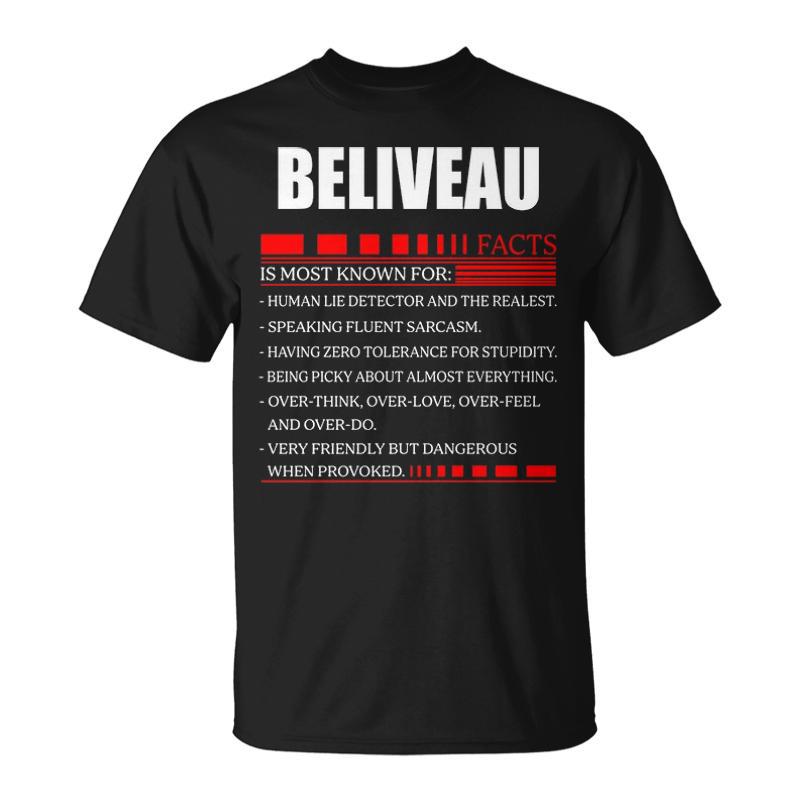 BELIVEAU
FACTS
IS MOST KNOWN FOR:
- HUMAN LIE DETECTOR AND THE REALEST.
- SPEAKING FLUENT SARCASM.
- HAVING ZERO TOLERANCE FOR STUPIDITY.
- BEING PICKY ABOUT ALMOST EVERYTHING.
- OVER-THINK, OVER-LOVE, OVER-FEEL
AND OVER-DO.
- VERY FRIENDLY BUT DANGEROUS
WHEN PROVOKED.